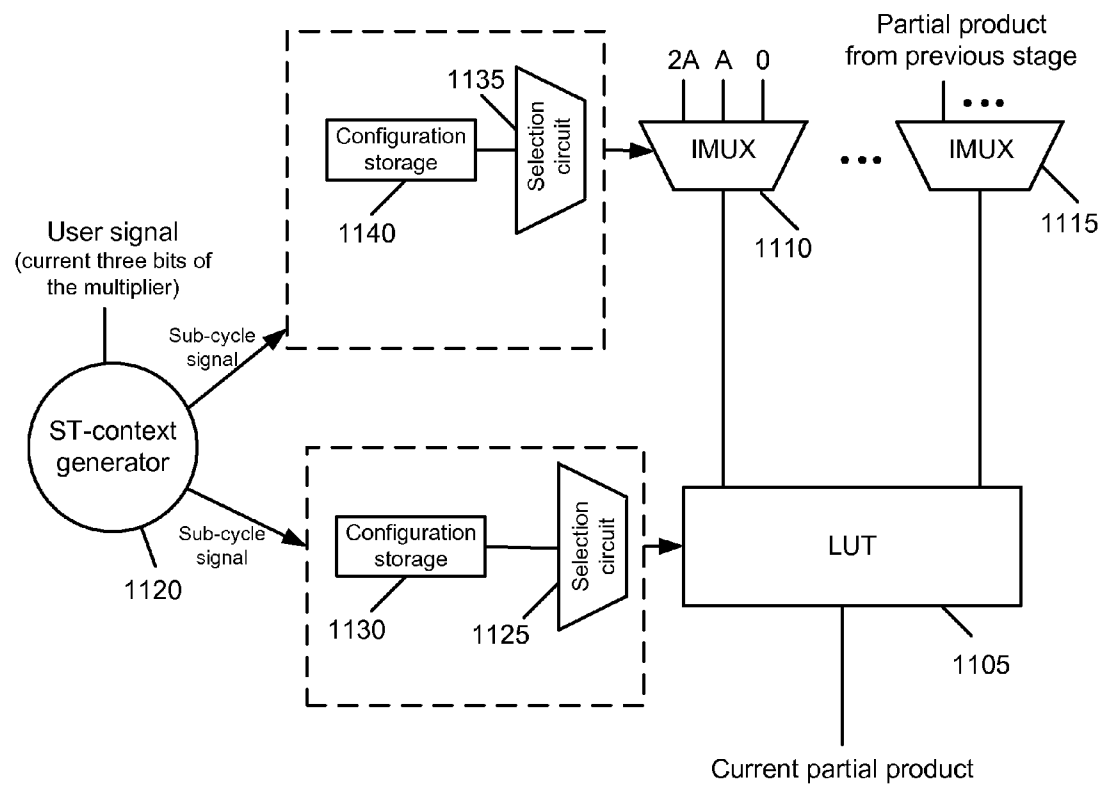 Partial product
from previous stage
2A A 0
1135
Configuration
storage
Selection
circuit
IMUX
IMUX
1140
1110
1115
User signal
(current three bits of
the multiplier)
Sub-cycle
signal
ST-context
generator
Sub-cycle
signal
1120
Configuration
storage
Selection
circuit
LUT
1130
1125
1105
Current partial product